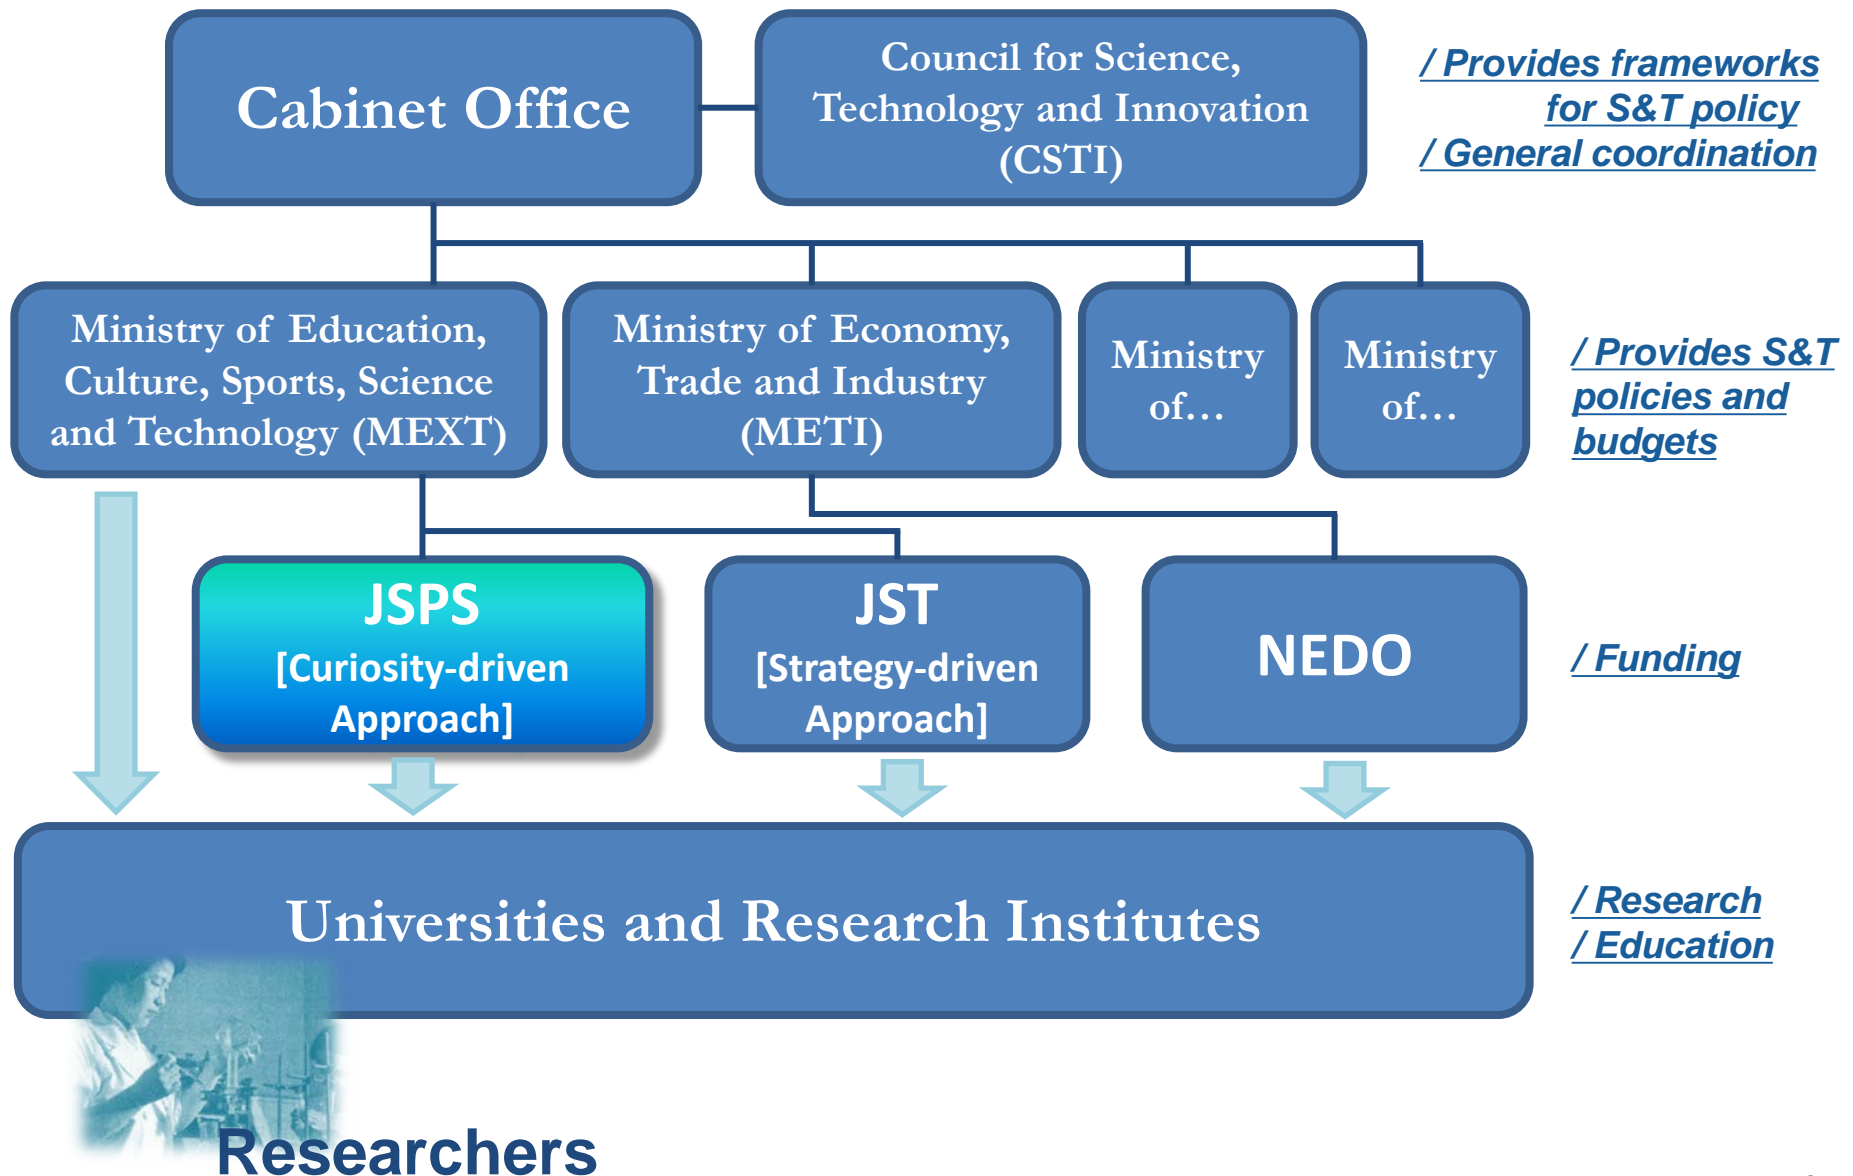 Cabinet Office
Council for Science,
Technology and Innovation
(CSTI)
/ Provides frameworks
for S&T policy
/ General coordination
Ministry of Education,
Culture, Sports, Science
and Technology (MEXT)
Ministry of Economy,
Trade and Industry
(METI)
Ministry
of…
Ministry
of…
/ Provides S&T
policies and
budgets
JSPS
[Curiosity-driven
Approach]
JST
[Strategy-driven
Approach]
NEDO
/ Funding
Universities and Research Institutes
/ Research
/ Education
Researchers